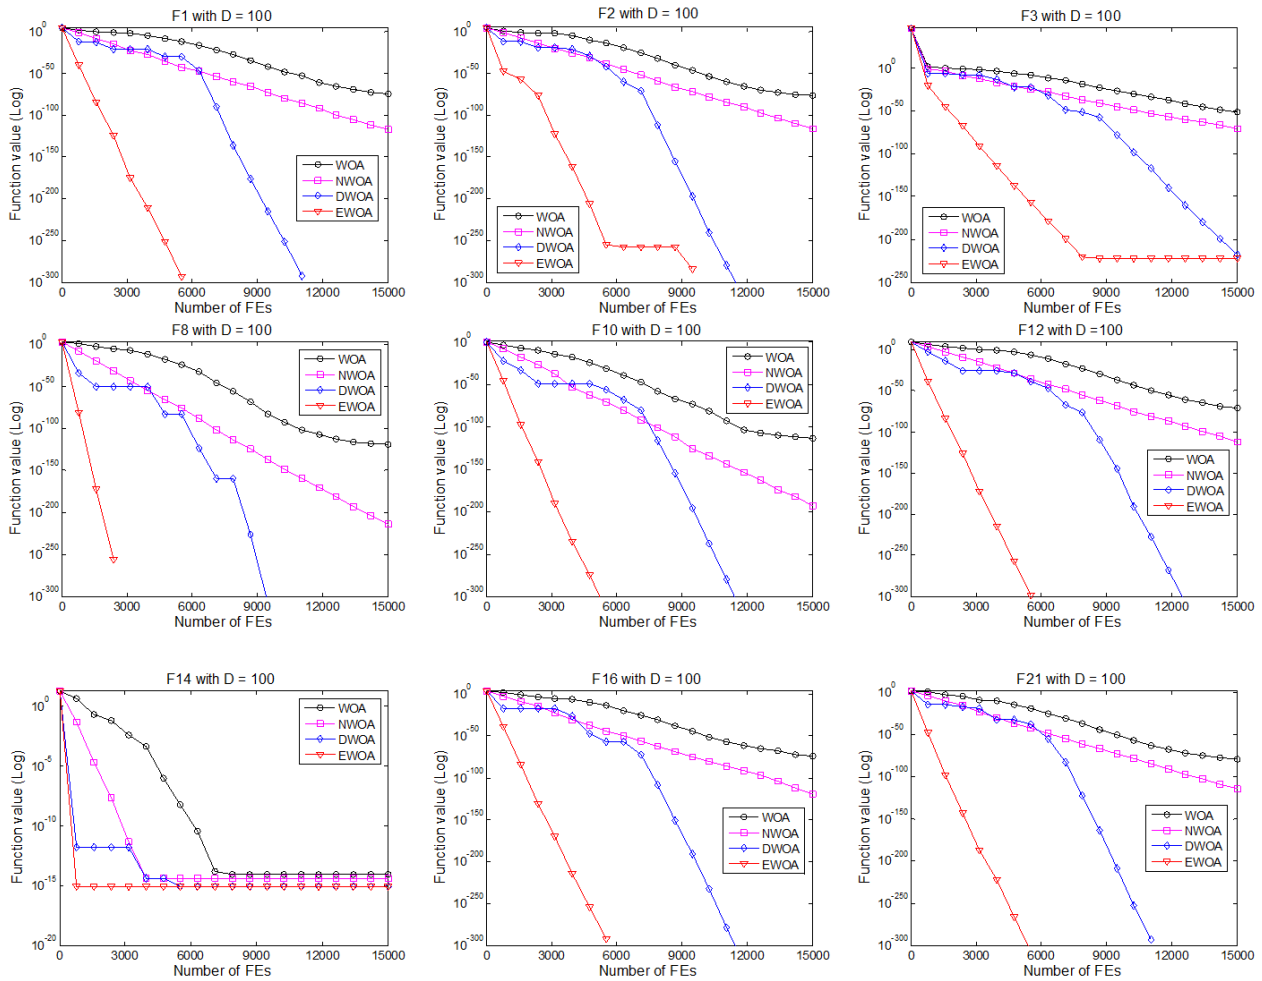 F1 with D = 100
Function value (Log)
10^0
10^-50
10^-100
10^-150
10^-200
10^-250
10^-300
0 3000 6000 9000 12000 15000
Number of FEs
WOA
NWOA
DWOA
EWOA
F2 with D = 100
Function value (Log)
10^0
10^-50
10^-100
10^-150
10^-200
10^-250
10^-300
0 3000 6000 9000 12000 15000
Number of FEs
WOA
NWOA
DWOA
EWOA
F3 with D = 100
Function value (Log)
10^0
10^-50
10^-100
10^-150
10^-200
10^-250
0 3000 6000 9000 12000 15000
Number of FEs
WOA
NWOA
DWOA
EWOA
F8 with D = 100
Function value (Log)
10^0
10^-50
10^-100
10^-150
10^-200
10^-250
10^-300
0 3000 6000 9000 12000 15000
Number of FEs
WOA
NWOA
DWOA
EWOA
F10 with D = 100
Function value (Log)
10^0
10^-50
10^-100
10^-150
10^-200
10^-250
10^-300
0 3000 6000 9000 12000 15000
Number of FEs
WOA
NWOA
DWOA
EWOA
F12 with D =100
Function value (Log)
10^0
10^-50
10^-100
10^-150
10^-200
10^-250
10^-300
0 3000 6000 9000 12000 15000
Number of FEs
WOA
NWOA
DWOA
EWOA
F14 with D = 100
Function value (Log)
10^0
10^-5
10^-10
10^-15
10^-20
0 3000 6000 9000 12000 15000
Number of FEs
WOA
NWOA
DWOA
EWOA
F16 with D = 100
Function value (Log)
10^0
10^-50
10^-100
10^-150
10^-200
10^-250
10^-300
0 3000 6000 9000 12000 15000
Number of FEs
WOA
NWOA
DWOA
EWOA
F21 with D = 100
Function value (Log)
10^0
10^-50
10^-100
10^-150
10^-200
10^-250
10^-300
0 3000 6000 9000 12000 15000
Number of FEs
WOA
NWOA
DWOA
EWOA